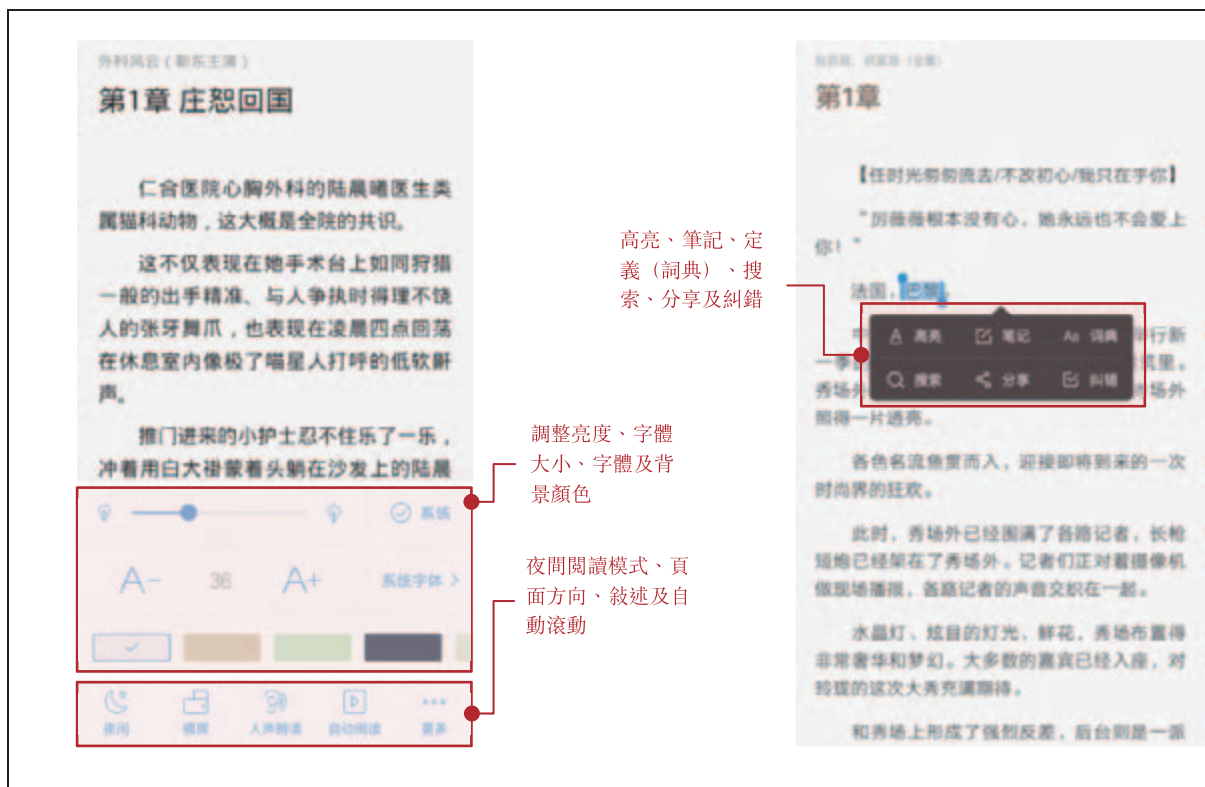 外科风云（靳东主演）
第1章 庄恕回国
仁合医院心胸外科的陆晨曦医生类
属猫科动物，这大概是全院的共识。
这不仅表现在她手术台上如同狩猎
一般的出手精准、与人争执时得理不饶
人的张牙舞爪，也表现在凌晨四点回荡
在休息室内像极了喵星人打呼的低软鼾
声。
推门进来的小护士忍不住乐了一乐，
冲着用白大褂蒙着头躺在沙发上的陆晨
系统
A-
36
A+
系统字体 >
夜间
横屏
人声朗读
自动阅读
更多
調整亮度、字體
大小、字體及背
景顏色
夜間閲讀模式、頁
面方向、敍述及自
動滾動
高亮、筆記、定
義（詞典）、搜
索、分享及糾錯
第1章
【任时光匆匆流去/不改初心/我只在乎你】
“厉薇薇根本没有心，她永远也不会爱上
你！”
法国，巴黎，
中
举行新
一季
筑里。
秀场外
场外
照得一片透亮。
A 高亮
笔记
Aa 词典
搜索
分享
纠错
各色名流鱼贯而入，迎接即将到来的一次
时尚界的狂欢。
此时，秀场外已经围满了各路记者，长枪
短炮已经架在了秀场外。记者们正对着摄像机
做现场播报，各路记者的声音交织在一起。
水晶灯、炫目的灯光、鲜花，秀场布置得
非常奢华和梦幻。大多数的嘉宾已经入座，对
玲珑的这次大秀充满期待。
和秀场上形成了强烈反差，后台则是一派